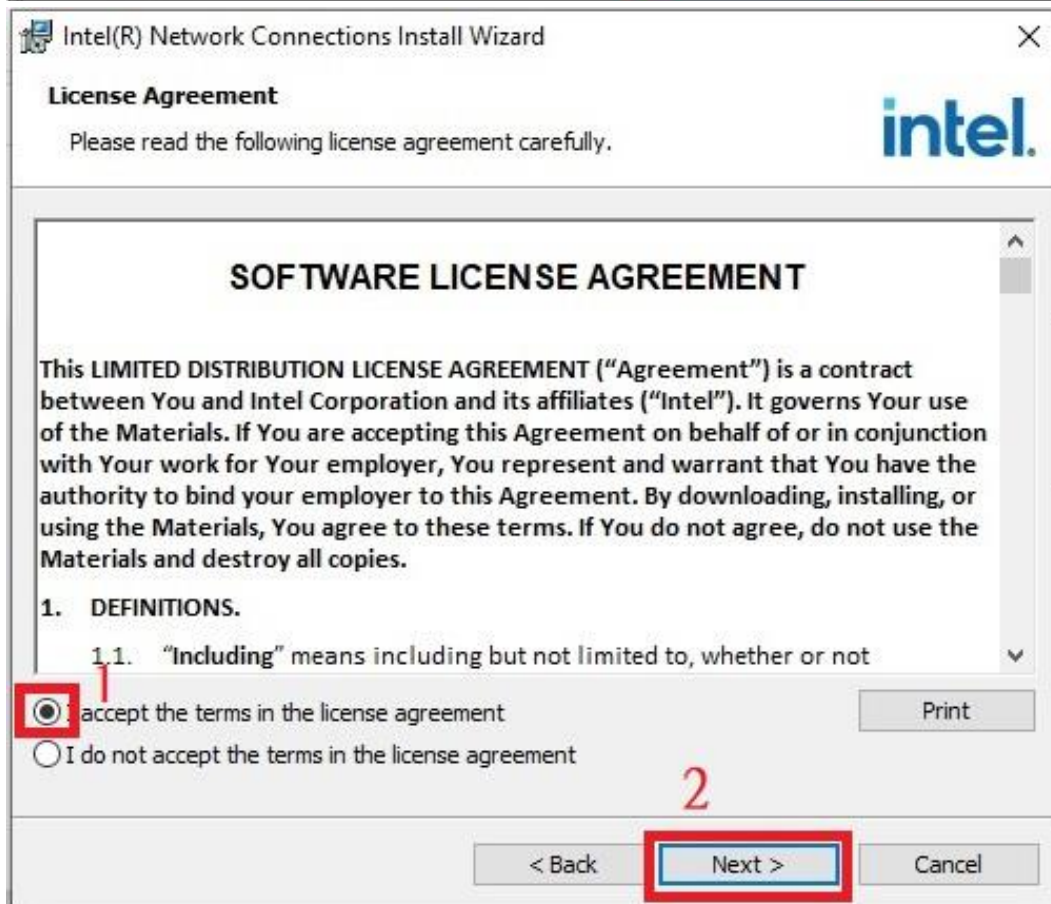 Intel(R) Network Connections Install Wizard
License Agreement
Please read the following license agreement carefully.
intel.
SOFTWARE LICENSE AGREEMENT
This LIMITED DISTRIBUTION LICENSE AGREEMENT (“Agreement”) is a contract
between You and Intel Corporation and its affiliates (“Intel”). It governs Your use
of the Materials. If You are accepting this Agreement on behalf of or in conjunction
with Your work for Your employer, You represent and warrant that You have the
authority to bind your employer to this Agreement. By downloading, installing, or
using the Materials, You agree to these terms. If You do not agree, do not use the
Materials and destroy all copies.
1. DEFINITIONS.
1.1. “Including” means including but not limited to, whether or not
1
I accept the terms in the license agreement
Print
I do not accept the terms in the license agreement
2
< Back
Next >
Cancel